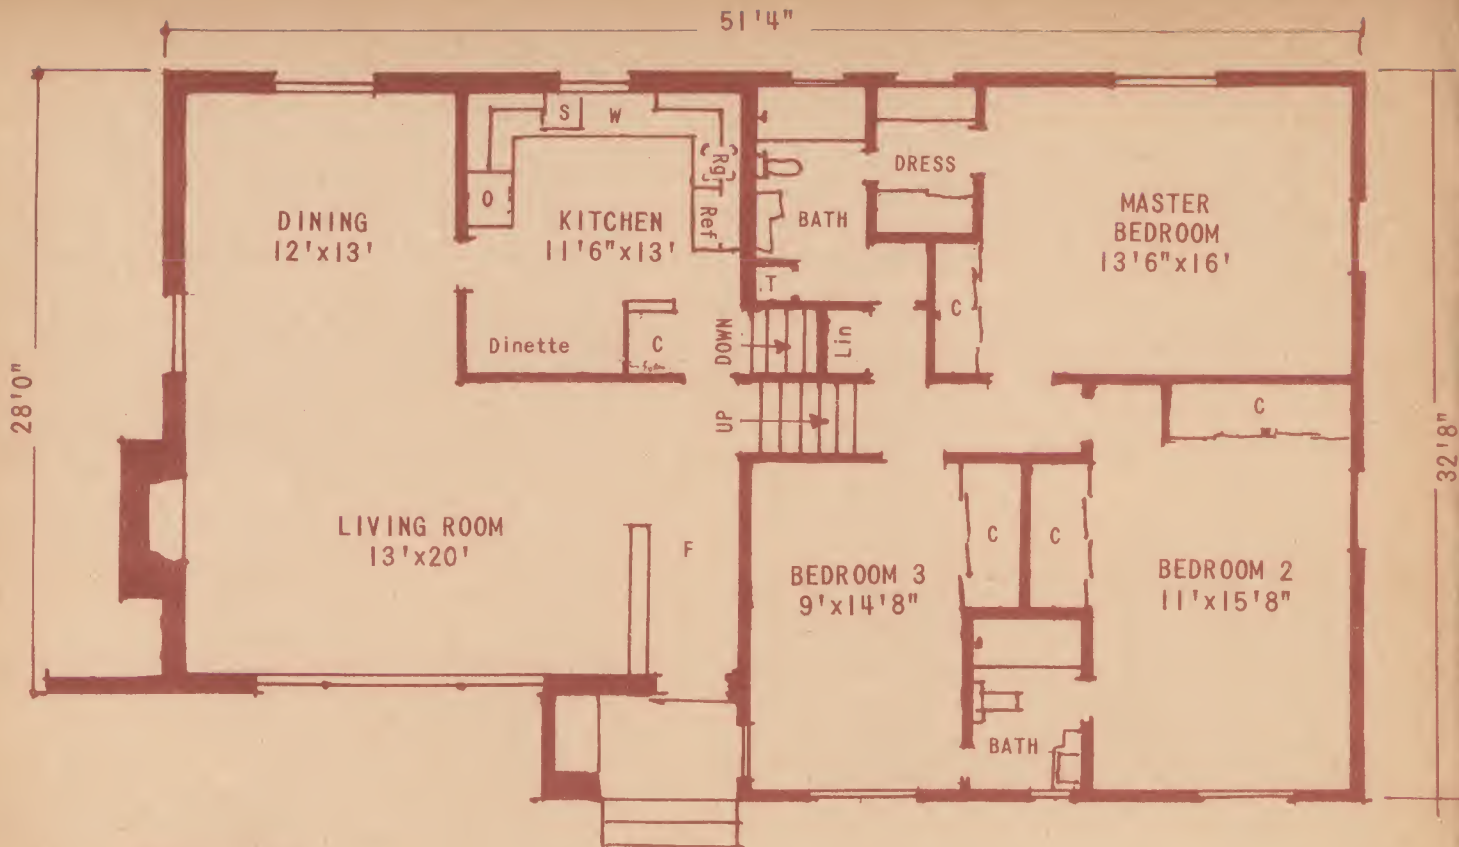 51'4"
S
W
Rg
O
Ref
DRESS
BATH
DINING
12'x13'
KITCHEN
11'6"x13'
MASTER
BEDROOM
13'6"x16'
T
C
Dinette
C
DOWN
Lin
28'0"
UP
C
32'8"
LIVING ROOM
13'x20'
F
C
C
BEDROOM 3
9'x14'8"
BEDROOM 2
11'x15'8"
BATH